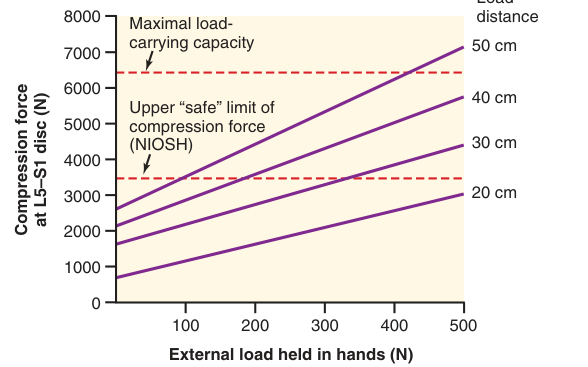 distance
8000
7000
6000
5000
4000
3000
2000
1000
0
Compression force
at L5–S1 disc (N)
Maximal load-
carrying capacity
Upper “safe” limit of
compression force
(NIOSH)
50 cm
40 cm
30 cm
20 cm
100
200
300
400
500
External load held in hands (N)